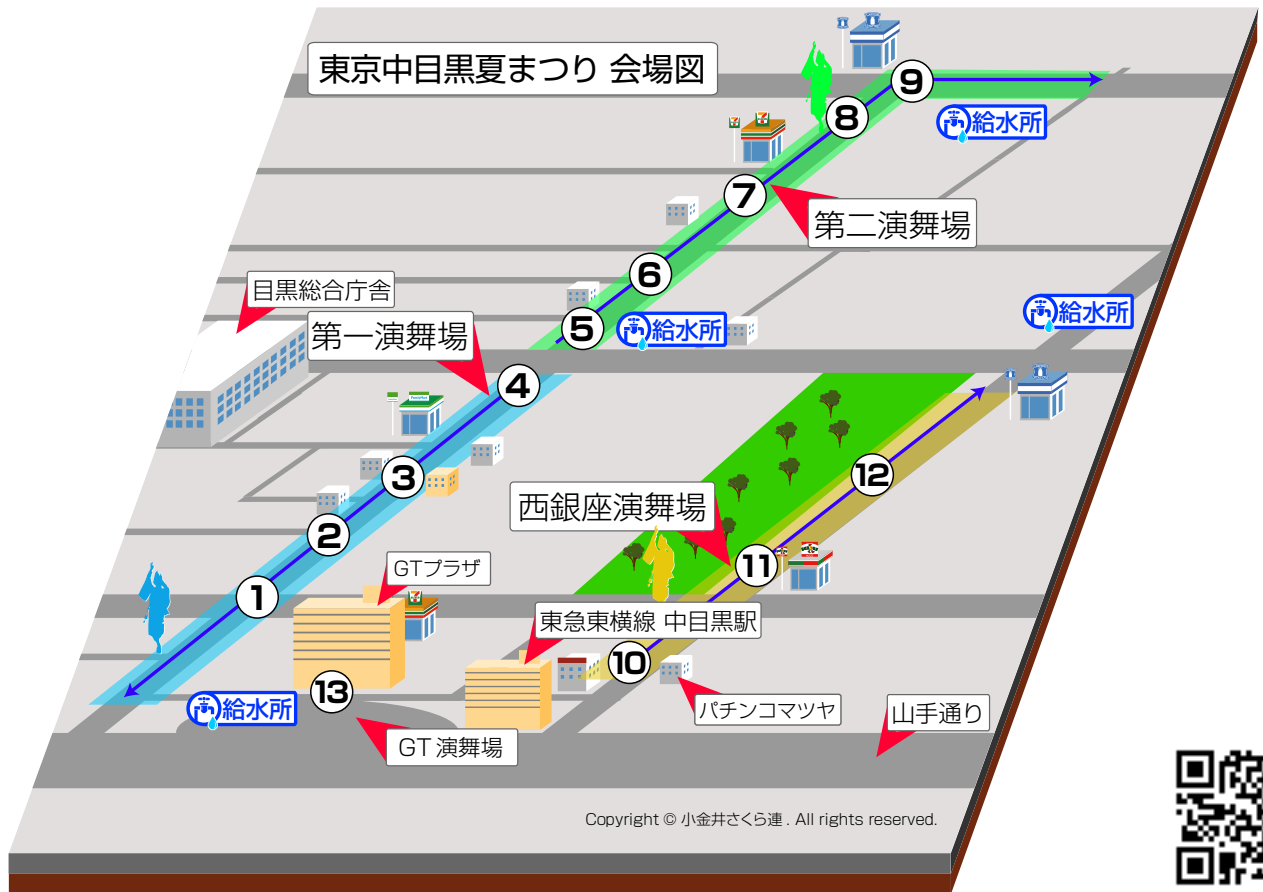 東京中目黒夏まつり 会場図
9
8
給水所
7
第二演舞場
6
目黒総合庁舎
5
給水所
給水所
第一演舞場
4
FamilyMart
3
12
西銀座演舞場
2
11
GTプラザ
1
東急東横線 中目黒駅
10
13
給水所
パチンコマツヤ
山手通り
GT 演舞場
Copyright © 小金井さくら連 . All rights reserved.